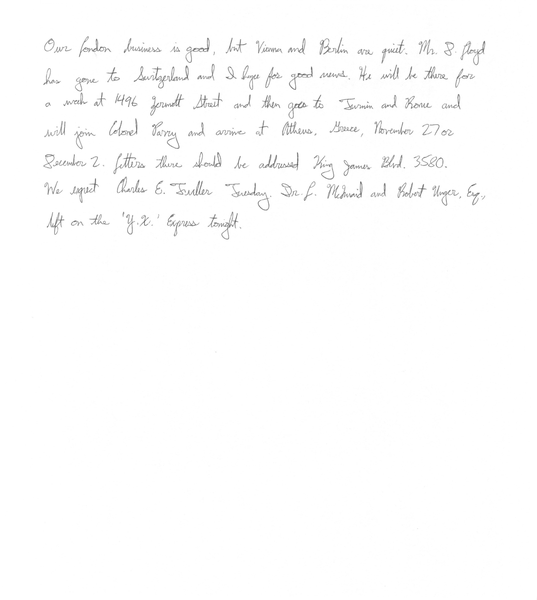 Our London business is good, but Vienna and Berlin are quiet. Mr. D. Floyd
has gone to Switzerland and I hope for good news. He will be there for
a week at 1496 Zermott Street and then goes to Turin and Rome and
will join Colonel Parry and arrive at Athens, Greece, November 27 or
December 2. Letters there should be addressed King James Blvd. 3580.
We expect Charles E. Fuller Tuesday. Dr. L. McQuaid and Robert Unger, Esq.,
left on the 'Y.X.' Express tonight.